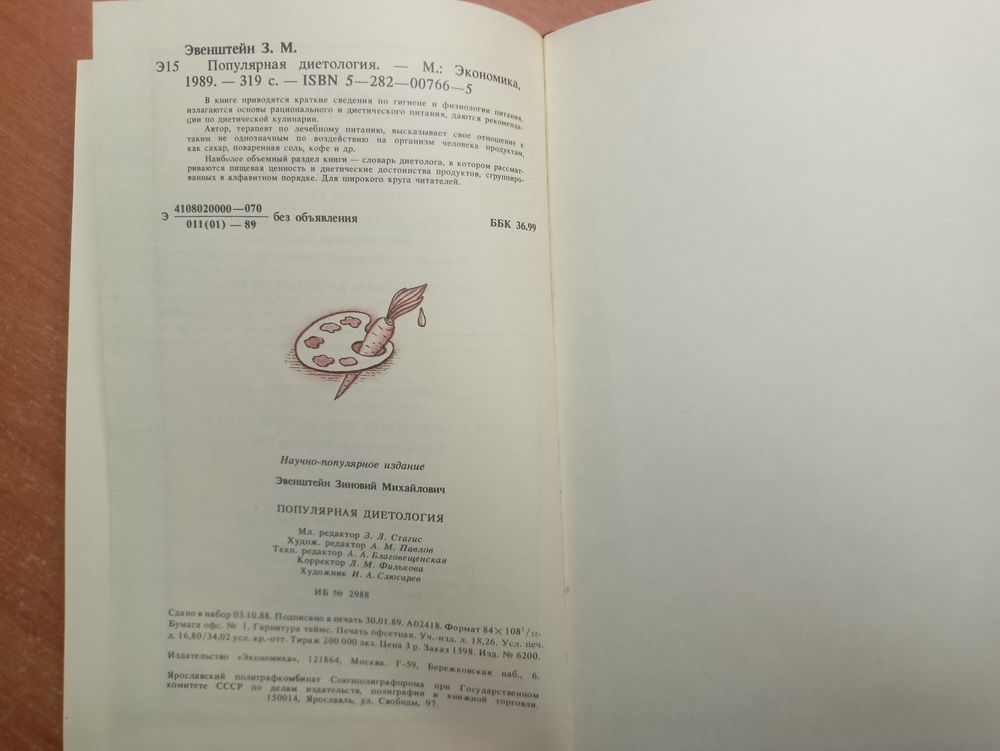 Эвенштейн З. М.
Э15 Популярная диетология. — М.: Экономика,
1989. — 319 с. — ISBN 5—282—00766—5
В книге приводятся краткие сведения по гигиене и физиологии питания,
излагаются основы рационального и диетического питания, даются рекоменда-
ции по диетической кулинарии.
Автор, терапевт по лечебному питанию, высказывает свое отношение к
таким не однозначным по воздействию на организм человека продуктам,
как сахар, поваренная соль, кофе и др.
Наиболее объемный раздел книги — словарь диетолога, в котором рассмат-
риваются пищевая ценность и диетические достоинства продуктов, сгруппиро-
ванных в алфавитном порядке. Для широкого круга читателей.
Э 4108020000—070 без объявления ББК 36.99
011(01) — 89
Научно-популярное издание
Эвенштейн Зиновий Михайлович
ПОПУЛЯРНАЯ ДИЕТОЛОГИЯ
Мл. редактор З. Л. Стагис
Худож. редактор А. М. Павлов
Техн. редактор А. А. Благовещенская
Корректор Л. М. Филькова
Художник И. А. Слюсарев
ИБ № 2988
Сдано в набор 03.10.88. Подписано в печать 30.01.89. А02418. Формат 84×108¹/₃₂.
Бумага офс. № 1. Гарнитура таймс. Печать офсетная. Уч.-изд. л. 18,26. Усл. печ.
л. 16,80/34,02 усл. кр.-отт. Тираж 200 000 экз. Цена 3 р. Заказ 1598. Изд. № 6200.
Издательство «Экономика», 121864, Москва. Г-59, Бережковская наб., 6.
Ярославский полиграфкомбинат Союзполиграфпрома при Государственном
комитете СССР по делам издательств, полиграфии и книжной торговли.
150014, Ярославль, ул. Свободы, 97.